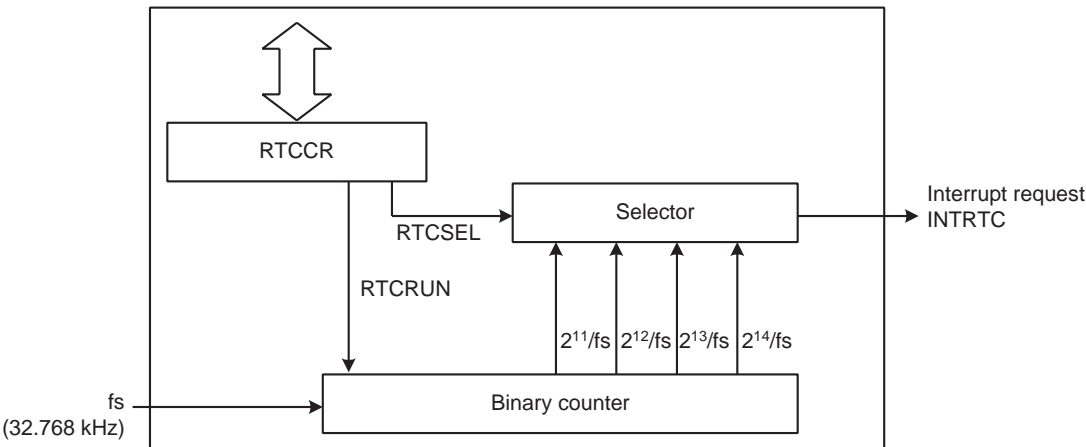 RTCCR
Selector
Interrupt request
INTRTC
RTCSEL
RTCRUN
2¹¹/fs 2¹²/fs 2¹³/fs 2¹⁴/fs
Binary counter
fs
(32.768 kHz)